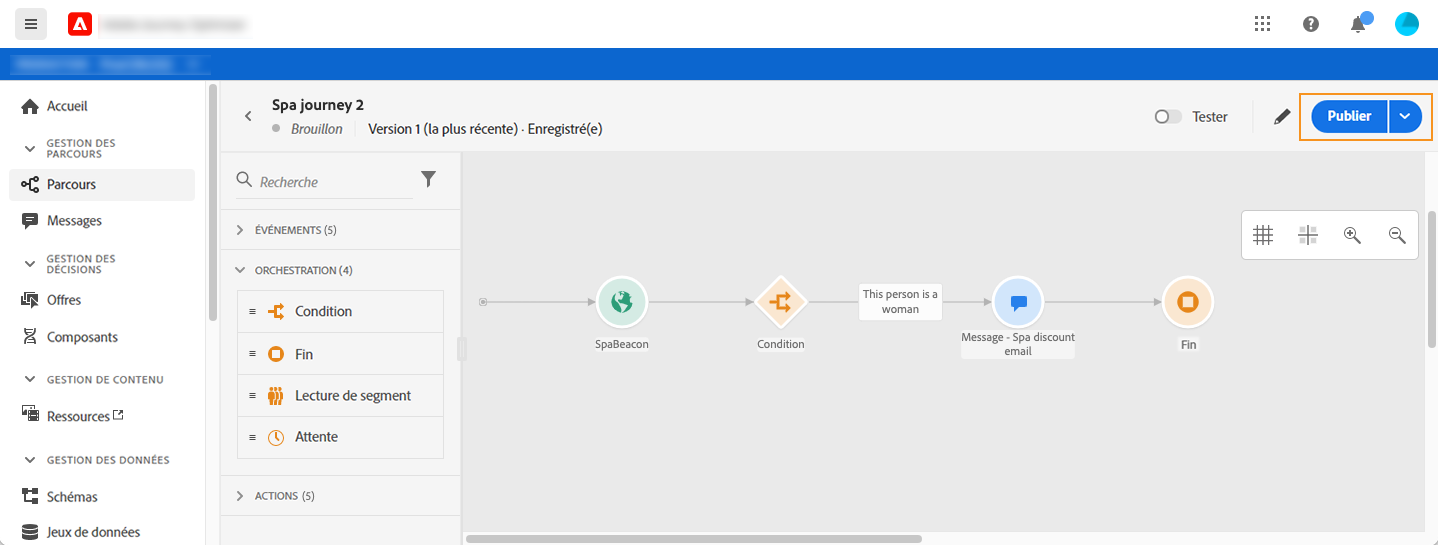 Spa journey 2
Brouillon
Version 1 (la plus récente) · Enregistré(e)
Tester
Publier
Accueil
GESTION DES
PARCOURS
Parcours
Messages
GESTION DES
DÉCISIONS
Offres
Composants
GESTION DE CONTENU
Ressources
GESTION DES DONNÉES
Schémas
Jeux de données
Recherche
ÉVÉNEMENTS (5)
ORCHESTRATION (4)
Condition
Fin
Lecture de segment
Attente
ACTIONS (5)
SpaBeacon
Condition
This person is a
woman
Message - Spa discount
email
Fin